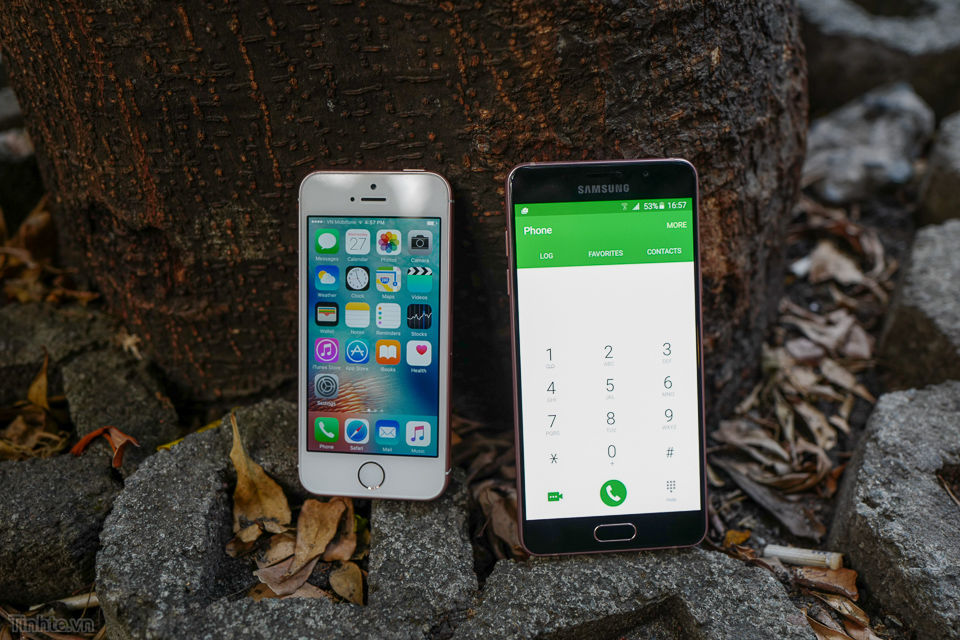 VN Mobifone 4:57 PM
27
Messages Calendar Photos Camera
Weather Clock Maps Videos
Wallet Notes Reminders Stocks
iTunes Store App Store iBooks Health
Settings
Phone Safari Mail Music
SAMSUNG
53% 16:57
Phone MORE
LOG FAVORITES CONTACTS
1 2 3
ABC
4 5 6
GHI JKL MNO
7 8 9
PQRS TUV WXYZ
* 0 #
+
Tinhte.vn